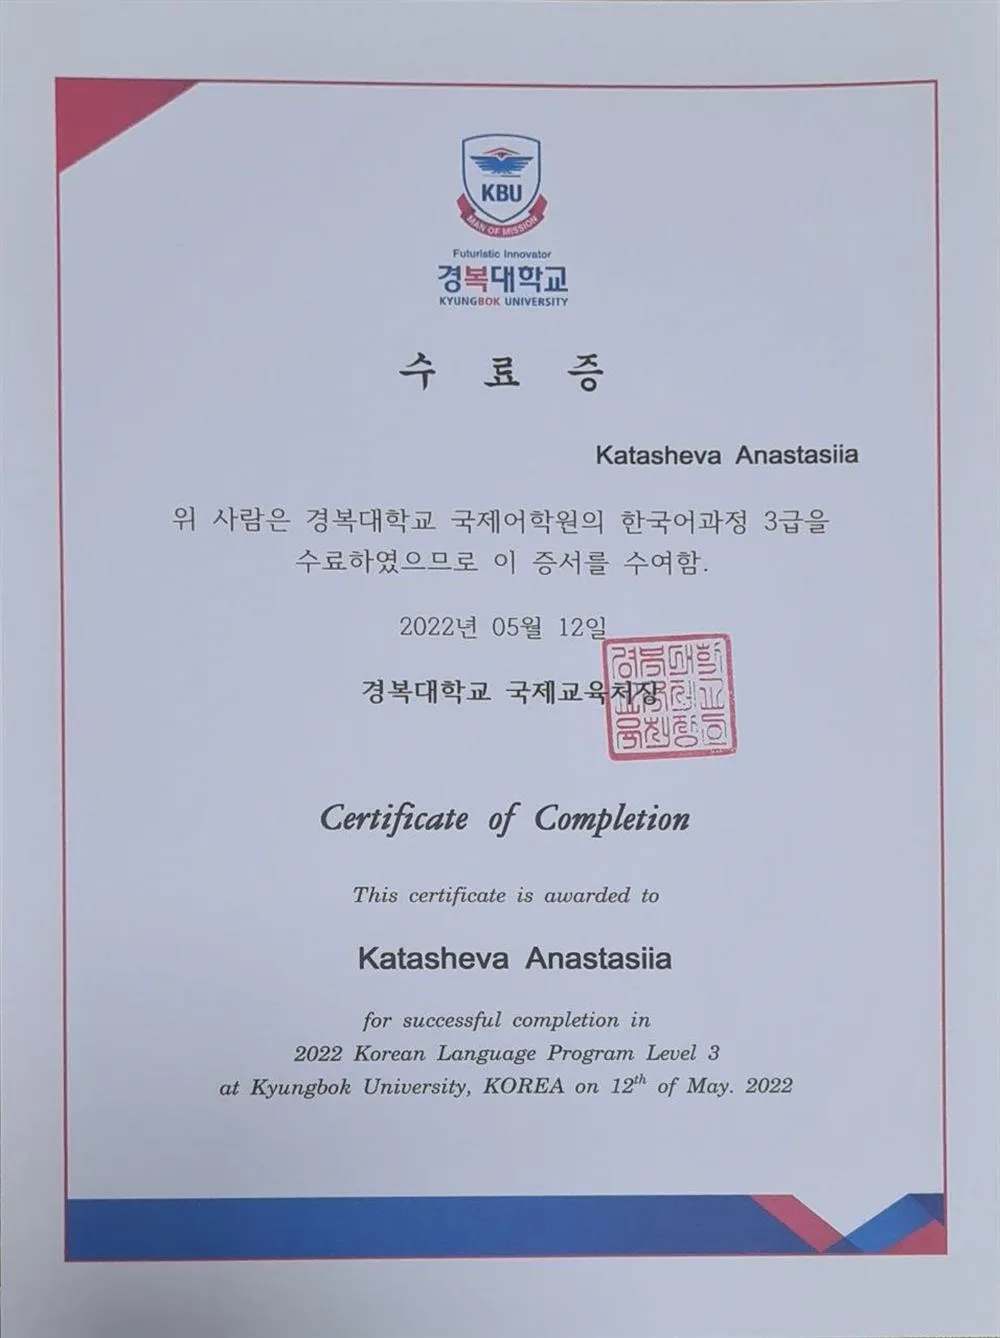 KBU
MAN OF MISSION
Futuristic Innovator
경복대학교
KYUNGBOK UNIVERSITY
수 료 증
Katasheva Anastasiia
위 사람은 경복대학교 국제어학원의 한국어과정 3급을
수료하였으므로 이 증서를 수여함.
2022년 05월 12일
경복대학교 국제교육처장
Certificate of Completion
This certificate is awarded to
Katasheva Anastasiia
for successful completion in
2022 Korean Language Program Level 3
at Kyungbok University, KOREA on 12th of May. 2022